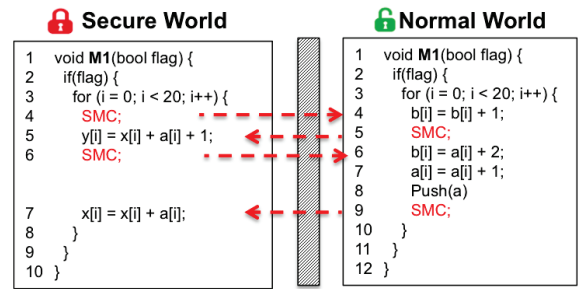 Secure World
1 void M1(bool flag) {
2 if(flag) {
3 for (i = 0; i < 20; i++) {
4 SMC;
5 y[i] = x[i] + a[i] + 1;
6 SMC;
7 x[i] = x[i] + a[i];
8 }
9 }
10 }
Normal World
1 void M1(bool flag) {
2 if(flag) {
3 for (i = 0; i < 20; i++) {
4 b[i] = b[i] + 1;
5 SMC;
6 b[i] = a[i] + 2;
7 a[i] = a[i] + 1;
8 Push(a)
9 SMC;
10 }
11 }
12 }